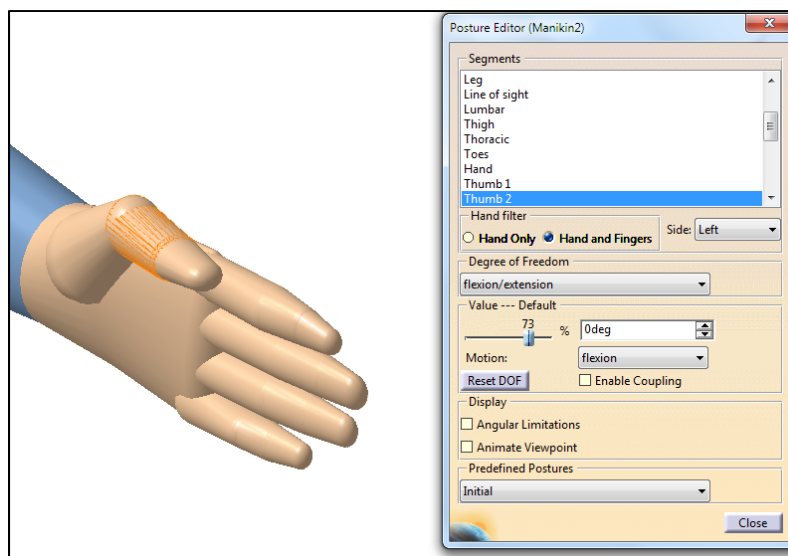 Posture Editor (Manikin2)
Segments
Leg
Line of sight
Lumbar
Thigh
Thoracic
Toes
Hand
Thumb 1
Thumb 2
Hand filter
Hand Only Hand and Fingers
Side: Left
Degree of Freedom
flexion/extension
Value --- Default
73 % 0deg
Motion: flexion
Reset DOF Enable Coupling
Display
Angular Limitations
Animate Viewpoint
Predefined Postures
Initial
Close